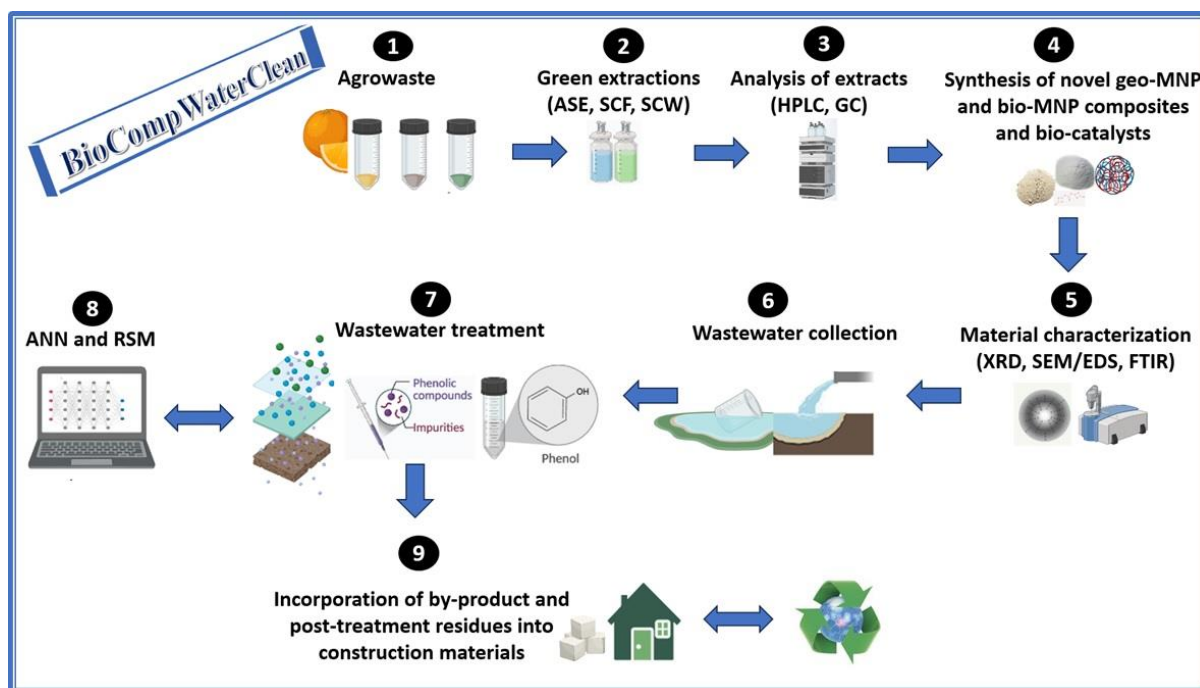 BioCompWaterClean
1
Agrowaste
2
Green extractions
(ASE, SCF, SCW)
3
Analysis of extracts
(HPLC, GC)
4
Synthesis of novel geo-MNP
and bio-MNP composites
and bio-catalysts
5
Material characterization
(XRD, SEM/EDS, FTIR)
6
Wastewater collection
7
Wastewater treatment
Phenolic
compounds
Impurities
OH
Phenol
8
ANN and RSM
9
Incorporation of by-product and
post-treatment residues into
construction materials